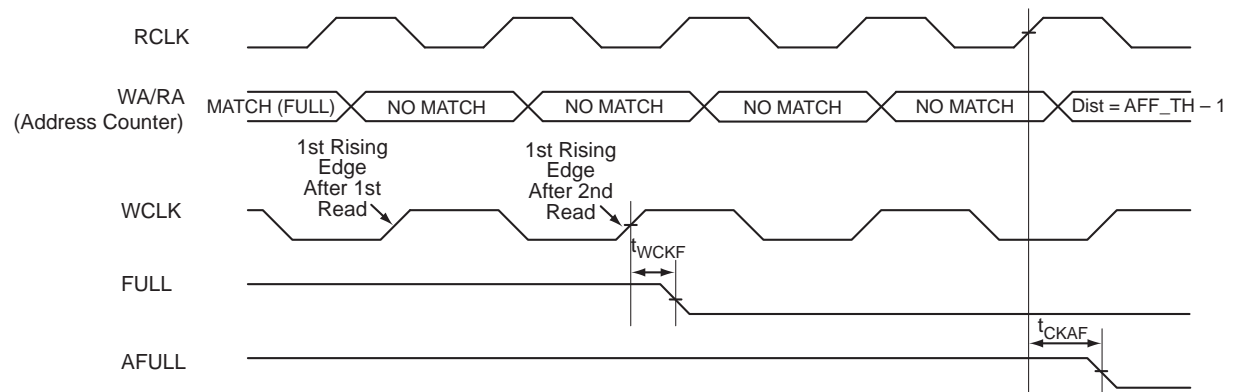 RCLK
WA/RA
(Address Counter)
MATCH (FULL)
NO MATCH
NO MATCH
NO MATCH
NO MATCH
Dist = AFF_TH – 1
1st Rising
Edge
After 1st
Read
1st Rising
Edge
After 2nd
Read
WCLK
tWCKF
FULL
tCKAF
AFULL